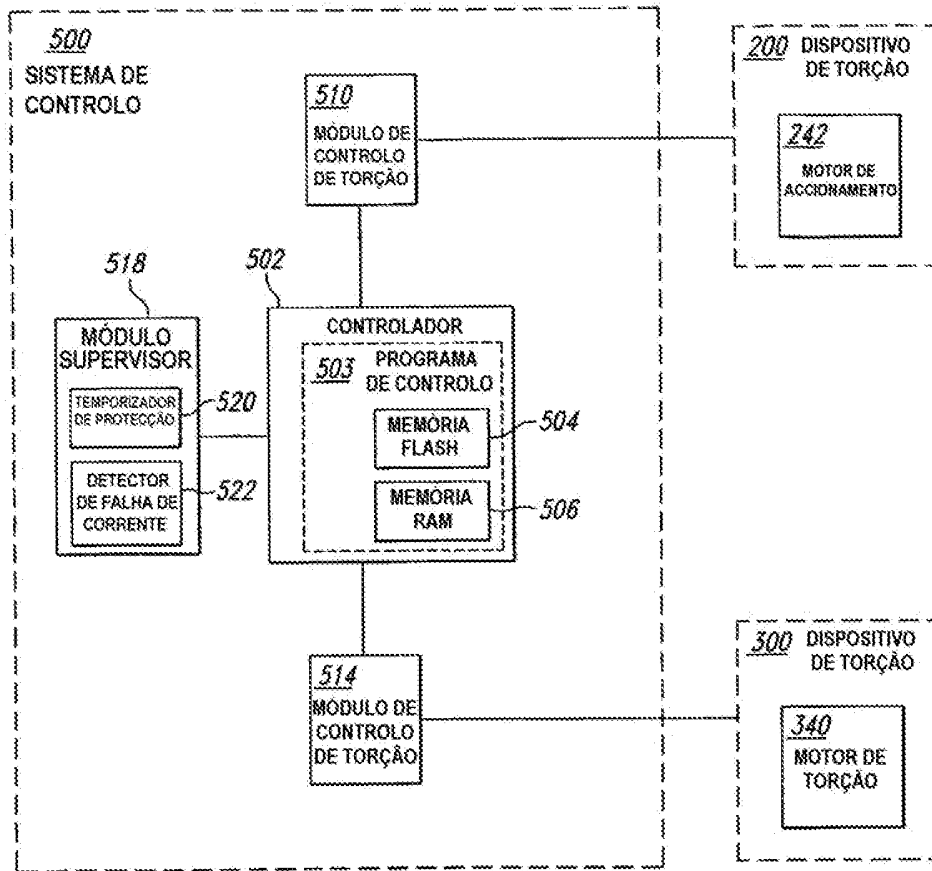 500
SISTEMA DE
CONTROLO
510
MÓDULO DE
CONTROLO
DE TORÇÃO
200 DISPOSITIVO
DE TORÇÃO
242
MOTOR DE
ACCIONAMENTO
518
MÓDULO
SUPERVISOR
TEMPORIZADOR
DE PROTECÇÃO
520
DETECTOR
DE FALHA DE
CORRENTE
522
502
CONTROLADOR
503 PROGRAMA
DE CONTROLO
MEMÓRIA
FLASH
504
MEMÓRIA
RAM
506
514
MÓDULO DE
CONTROLO
DE TORÇÃO
300 DISPOSITIVO
DE TORÇÃO
340
MOTOR DE
TORÇÃO